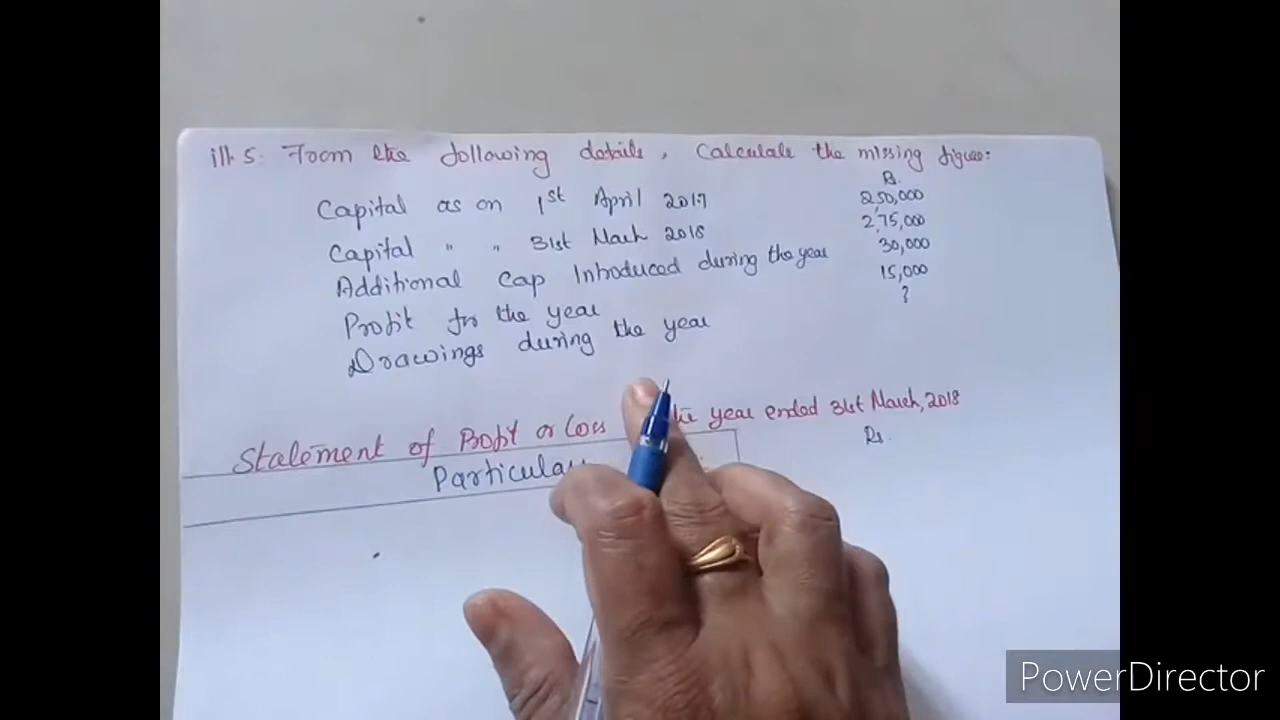 ill. 5. From the following details, Calculate the missing figure:
Rs.
Capital as on 1st April 2017 250,000
Capital " " 31st March 2018 2,75,000
Additional Cap Introduced during the year 30,000
Profit for the year 15,000
Drawings during the year ?
Statement of Profit or Loss the year ended 31st March, 2018
Particular Rs.
PowerDirector